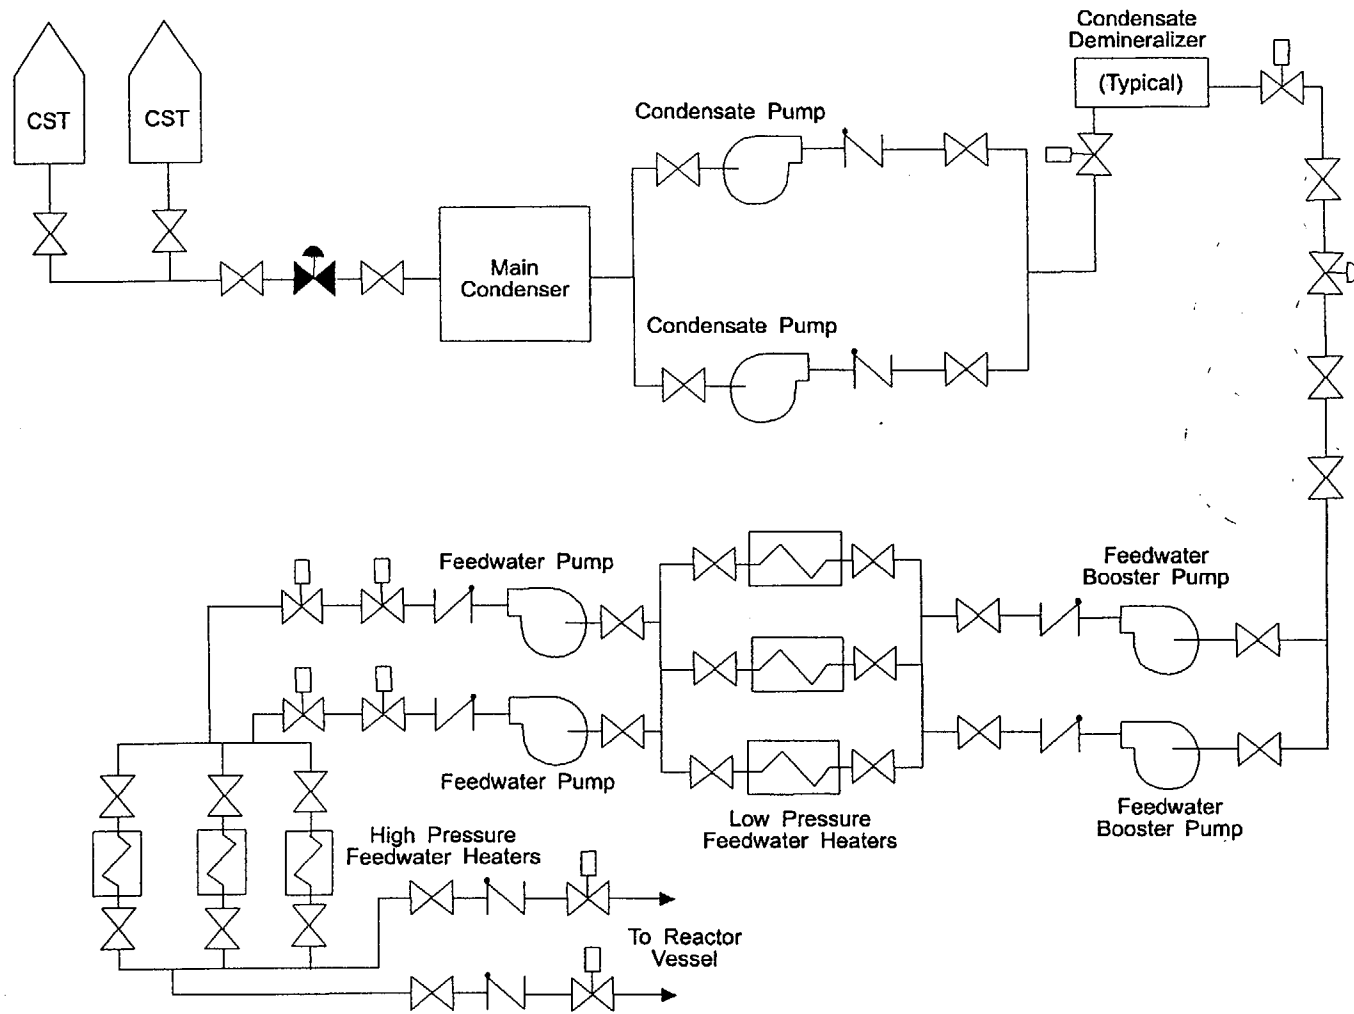 Condensate
Demineralizer
(Typical)
CST
CST
Condensate Pump
Main
Condenser
Condensate Pump
Feedwater Pump
Feedwater
Booster Pump
Feedwater Pump
Low Pressure
Feedwater Heaters
Feedwater
Booster Pump
High Pressure
Feedwater Heaters
To Reactor
Vessel